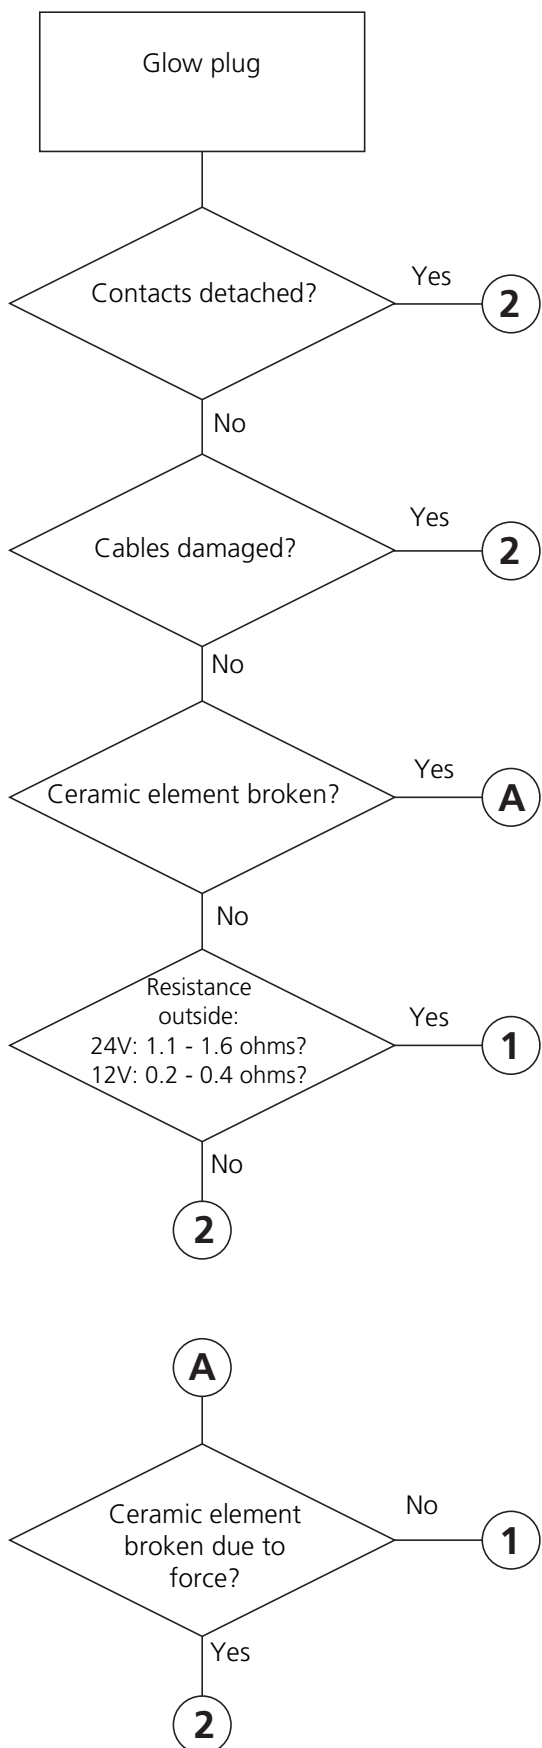 Glow plug
Contacts detached?
Yes
2
No
Cables damaged?
Yes
2
No
Ceramic element broken?
Yes
A
No
Resistance
outside:
24V: 1.1 - 1.6 ohms?
12V: 0.2 - 0.4 ohms?
Yes
1
No
2
A
Ceramic element
broken due to
force?
No
1
Yes
2